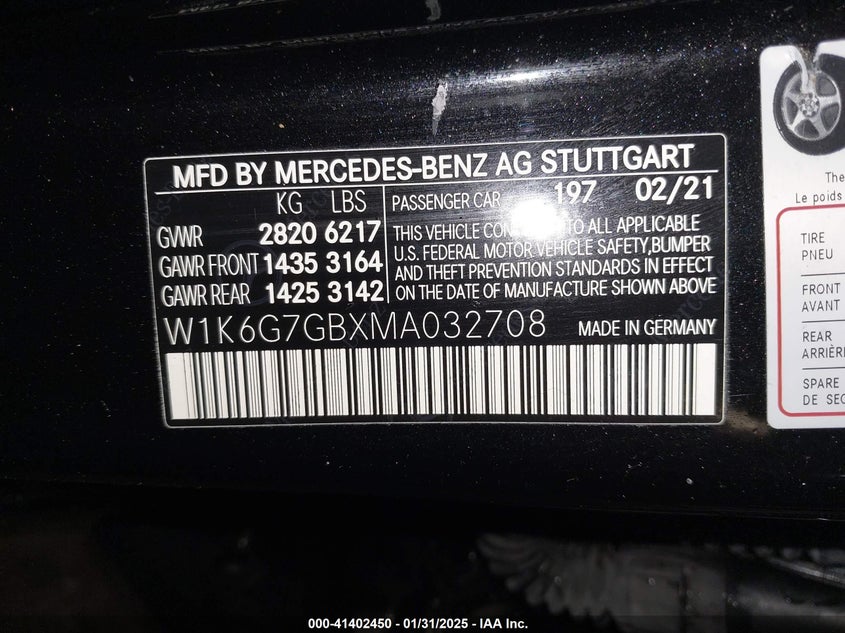 MFD BY MERCEDES-BENZ AG STUTTGART
KG LBS
GVWR 2820 6217
GAWR FRONT 1435 3164
GAWR REAR 1425 3142
PASSENGER CAR 197 02/21
THIS VEHICLE CONFORMS TO ALL APPLICABLE
U.S. FEDERAL MOTOR VEHICLE SAFETY, BUMPER
AND THEFT PREVENTION STANDARDS IN EFFECT
ON THE DATE OF MANUFACTURE SHOWN ABOVE
W1K6G7GBXMA032708 MADE IN GERMANY
The
Le poids
TIRE
PNEU
FRONT
AVANT
REAR
ARRIÈR
SPARE
DE SEC
000-41402450 - 01/31/2025 - IAA Inc.